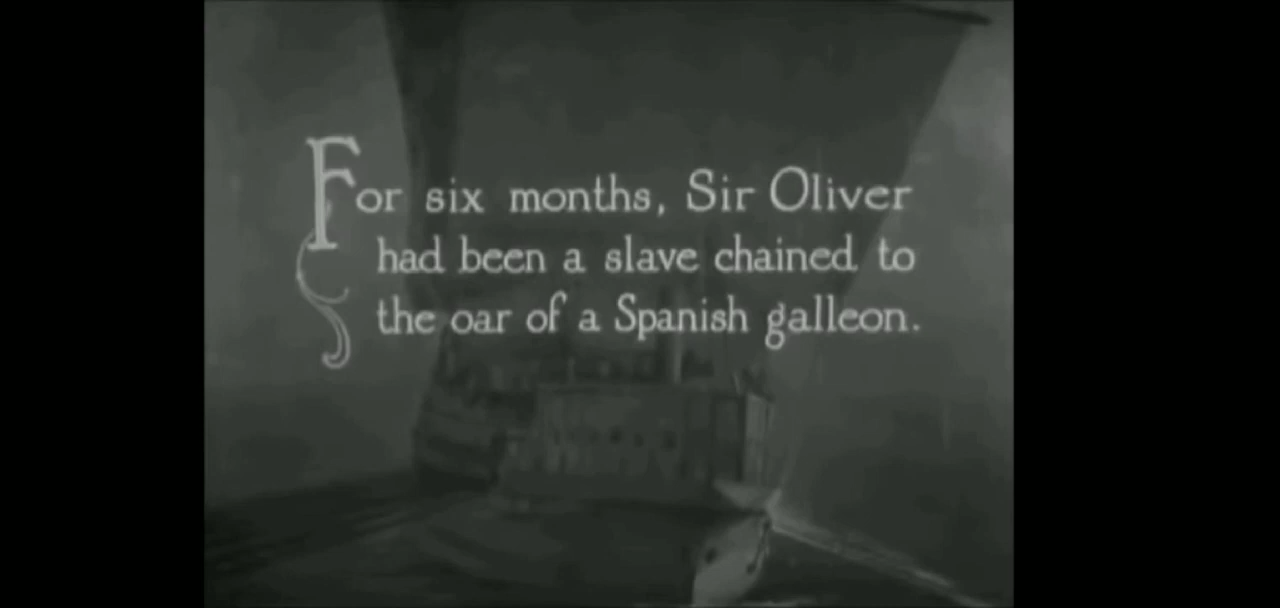 For six months, Sir Oliver
had been a slave chained to
the oar of a Spanish galleon.